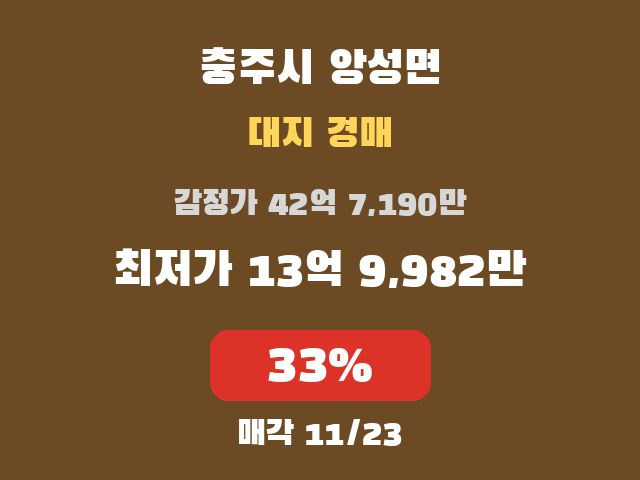 충주시 앙성면
대지 경매
감정가 42억 7,190만
최저가 13억 9,982만
33%
매각 11/23